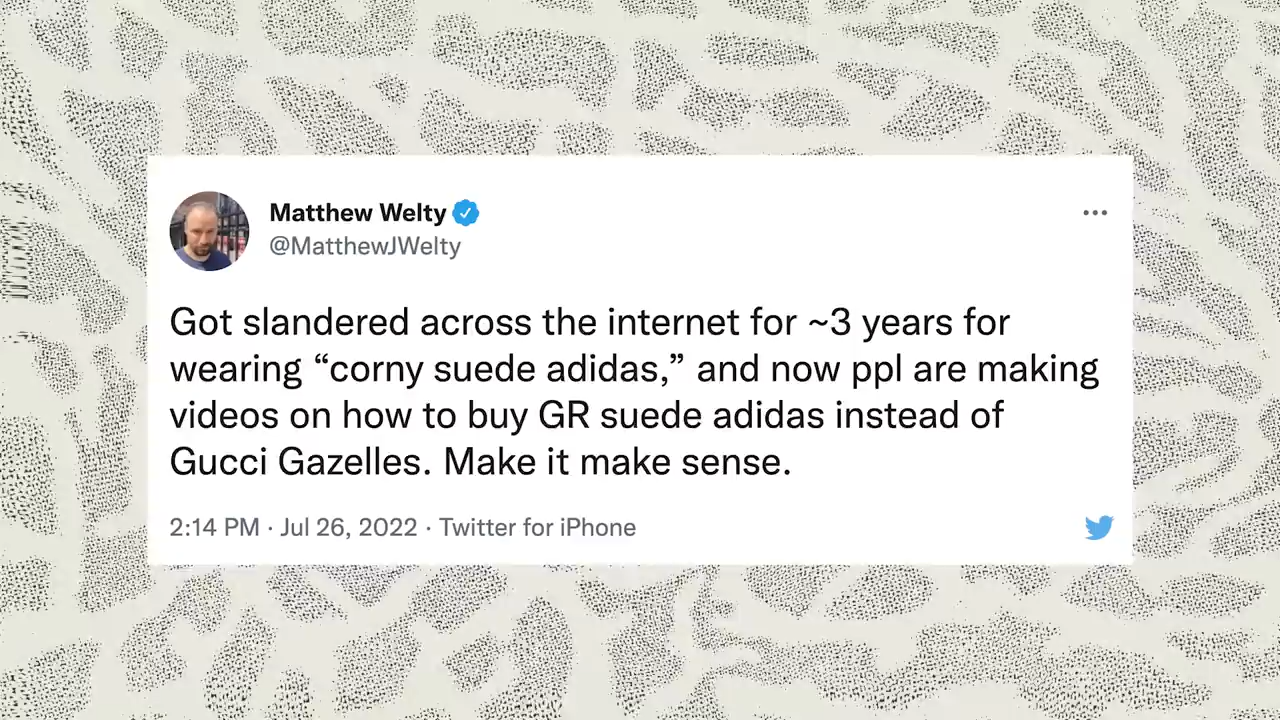 Matthew Welty
@MatthewJWelty
Got slandered across the internet for ~3 years for
wearing “corny suede adidas,” and now ppl are making
videos on how to buy GR suede adidas instead of
Gucci Gazelles. Make it make sense.
2:14 PM · Jul 26, 2022 · Twitter for iPhone